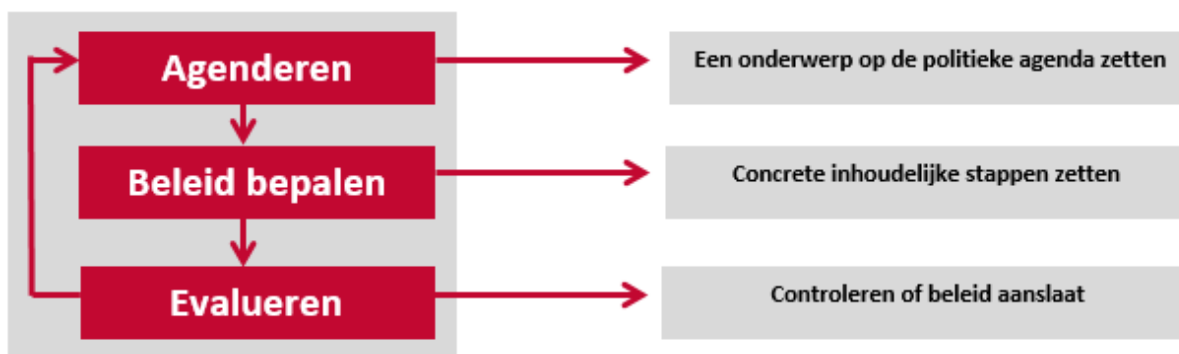 Agenderen
Een onderwerp op de politieke agenda zetten
Beleid bepalen
Concrete inhoudelijke stappen zetten
Evalueren
Controleren of beleid aanslaat